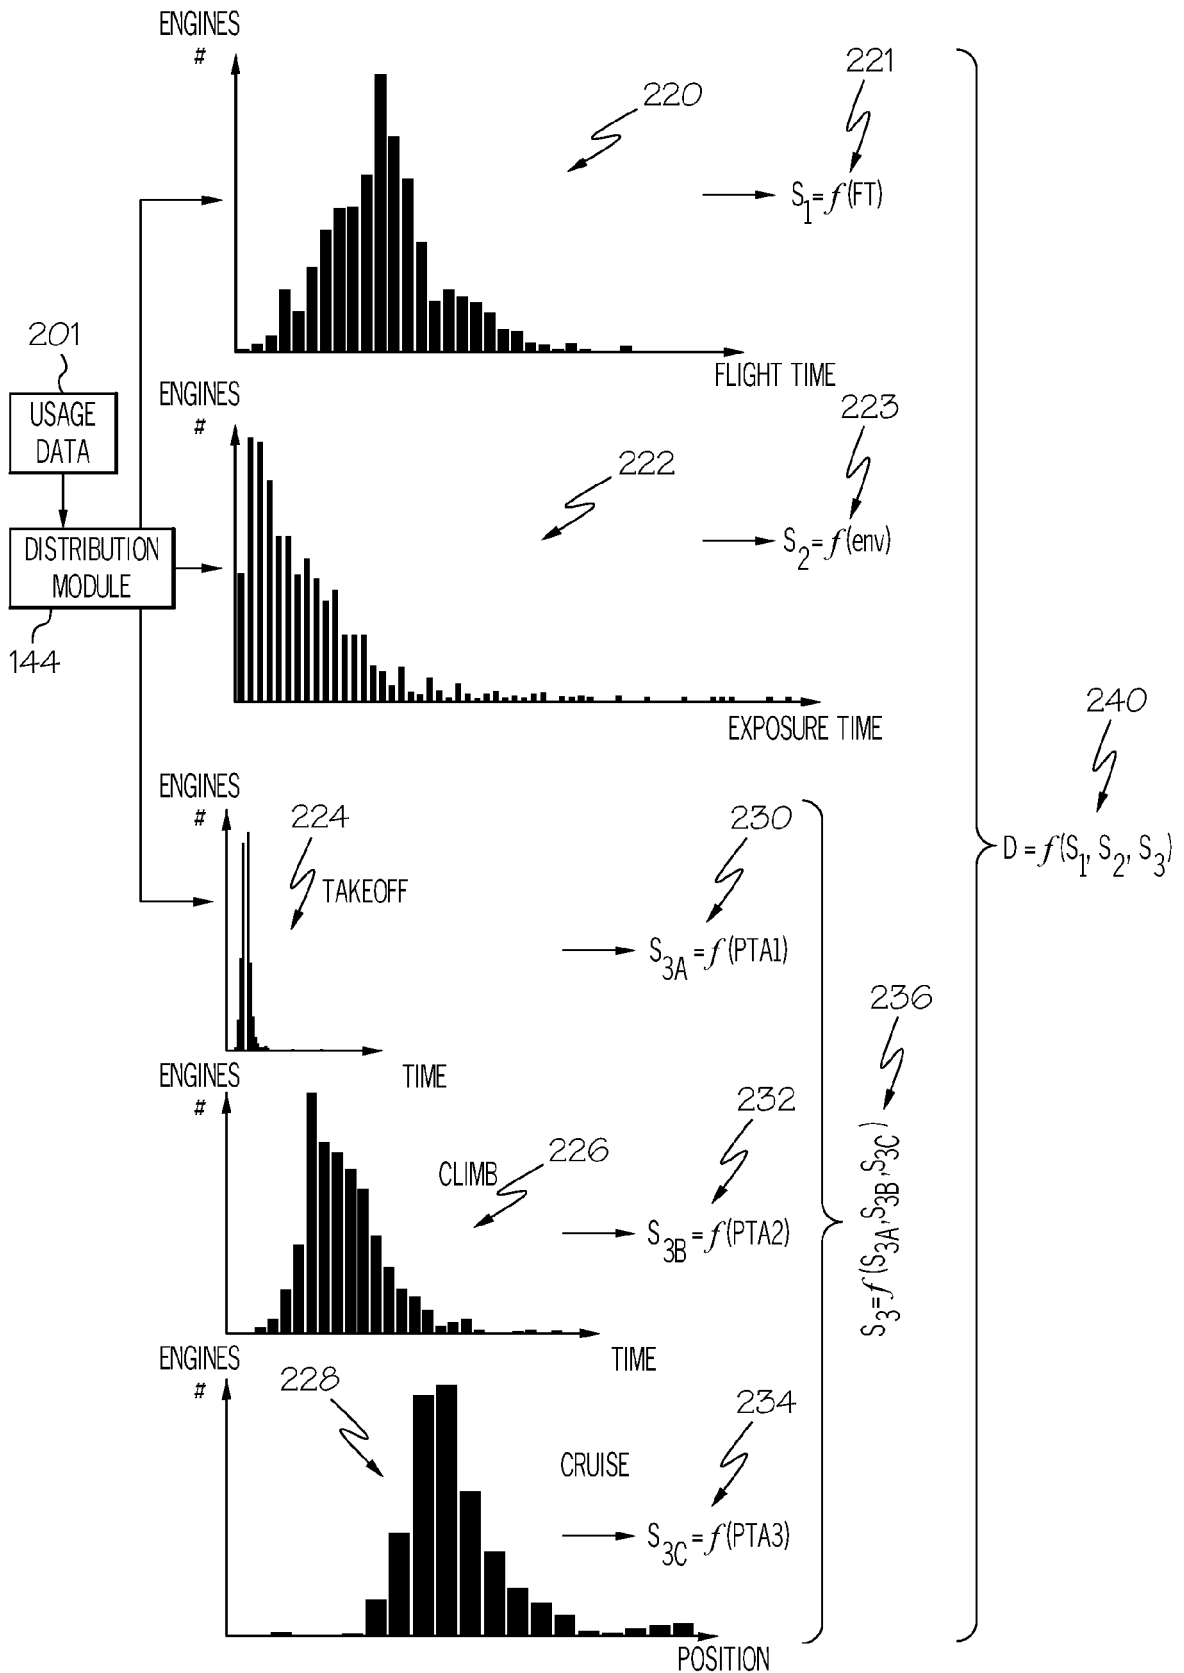 ENGINES
#
221
220
S1=f(FT)
FLIGHT TIME
201
USAGE
DATA
ENGINES
#
223
222
S2=f(env)
DISTRIBUTION
MODULE
144
EXPOSURE TIME
240
D=f(S1, S2, S3)
ENGINES
#
224
TAKEOFF
230
S3A=f(PTA1)
TIME
236
S3=f(S3A,S3B,S3C)
ENGINES
#
232
CLIMB
226
S3B=f(PTA2)
TIME
ENGINES
#
228
234
CRUISE
S3C=f(PTA3)
POSITION